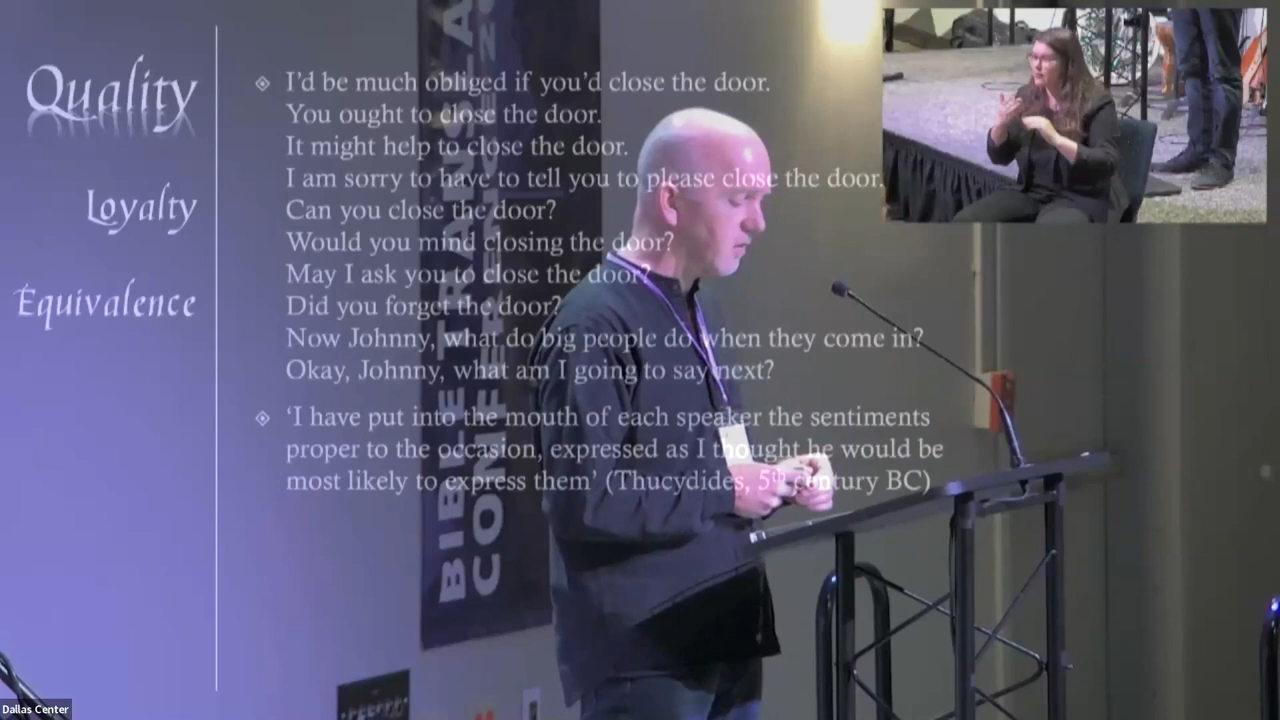 Quality
Loyalty
Equivalence
I'd be much obliged if you'd close the door.
You ought to close the door.
It might help to close the door.
I am sorry to have to tell you to please close the door.
Can you close the door?
Would you mind closing the door?
May I ask you to close the door?
Did you forget the door?
Now Johnny, what do big people do when they come in?
Okay, Johnny, what am I going to say next?
'I have put into the mouth of each speaker the sentiments
proper to the occasion, expressed as I thought he would be
most likely to express them' (Thucydides, 5th century BC)
Dallas Center